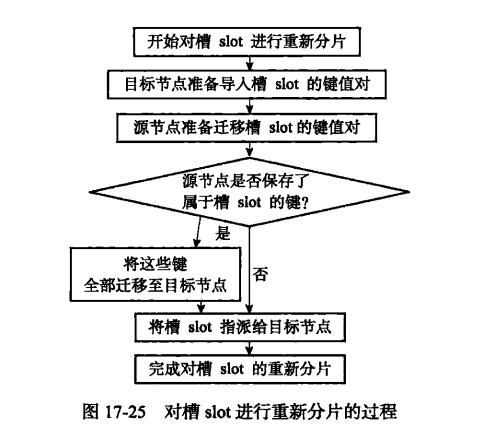 开始对槽 slot 进行重新分片
目标节点准备导入槽 slot 的键值对
源节点准备迁移槽 slot的键值对
源节点是否保存了
属于槽 slot 的键?
是
将这些键
全部迁移至目标节点
否
将槽 slot 指派给目标节点
完成对槽 slot 的重新分片
图 17-25 对槽 slot 进行重新分片的过程